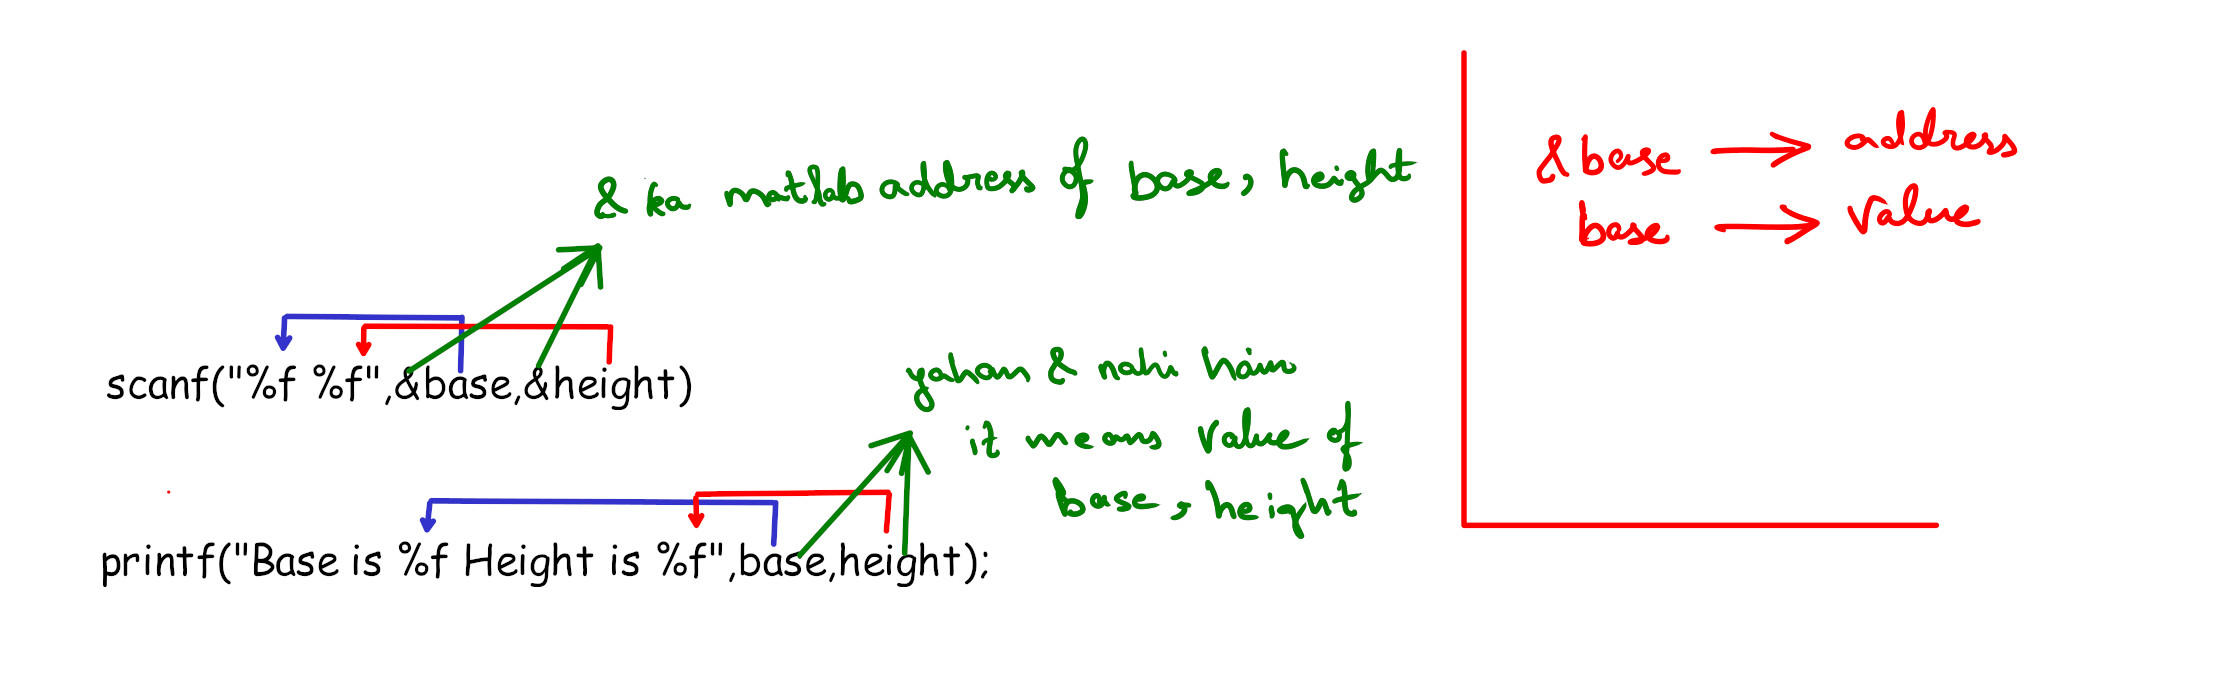 & ka matlab address of base, height
&base → address
base → value
scanf("%f %f",&base,&height)
yahan & nahi hain
it means value of
base, height
printf("Base is %f Height is %f",base,height);